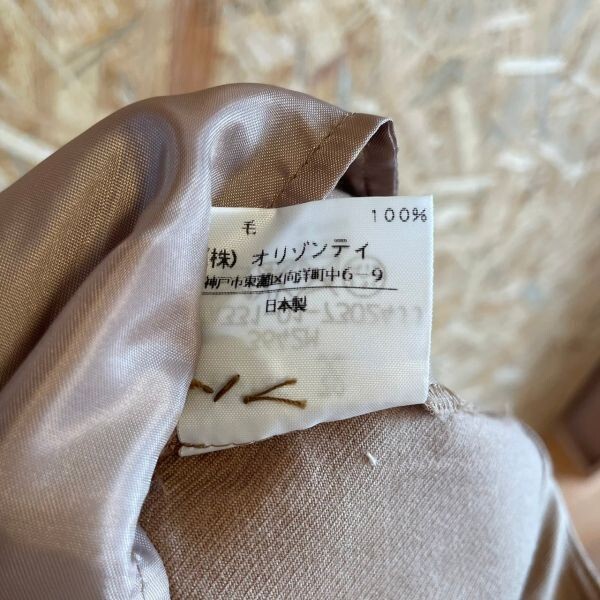 毛 100%
(株) オリゾンティ
神戸市東灘区向洋町中6-9
日本製